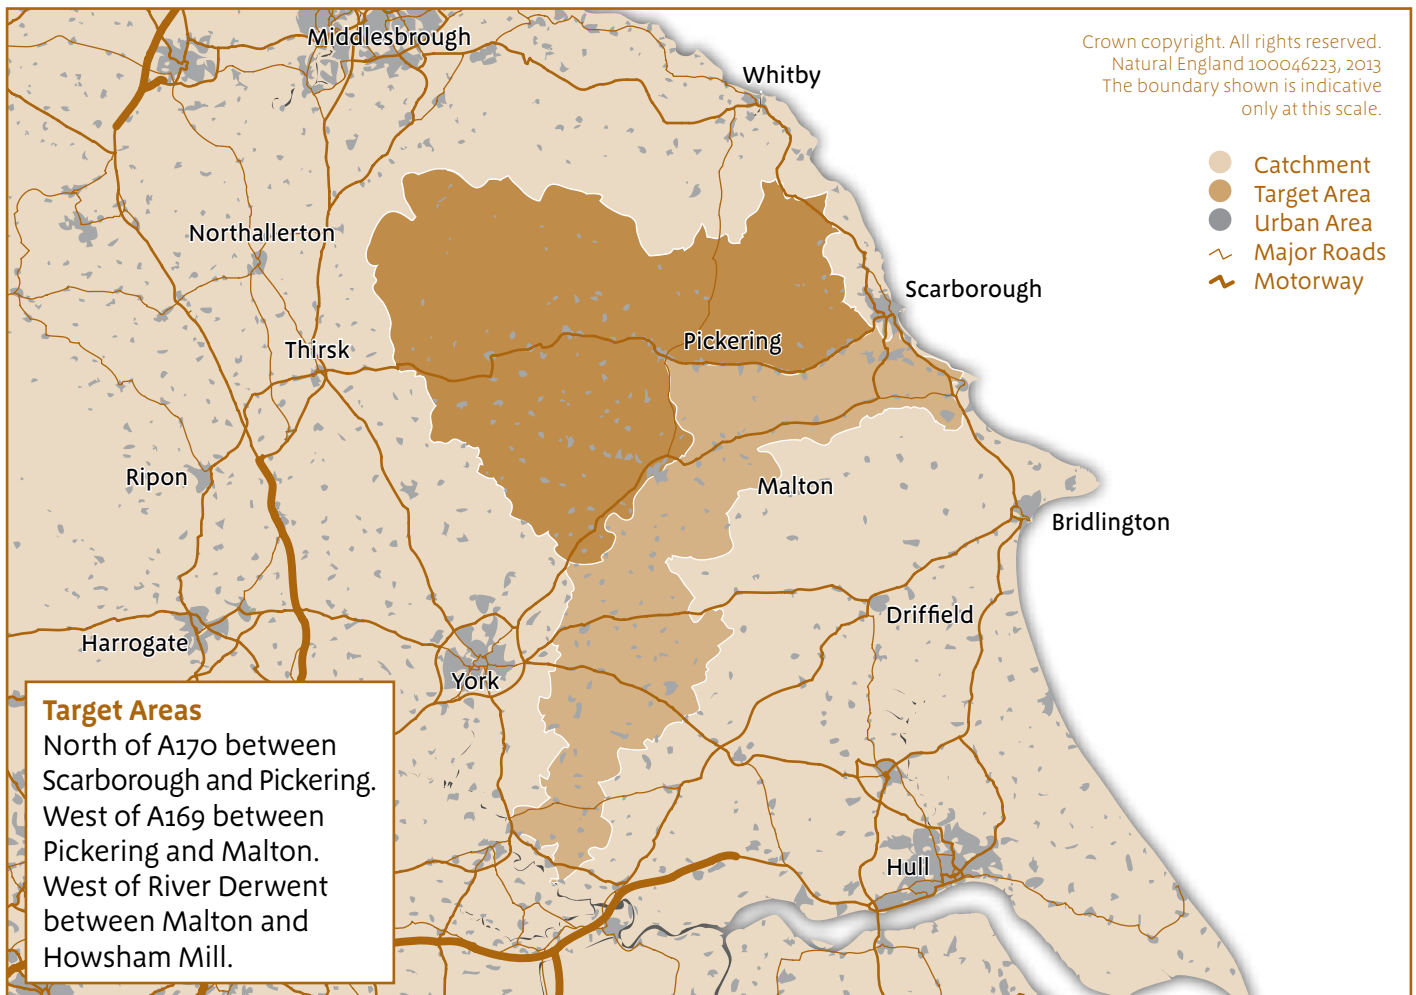 Middlesbrough
Whitby
Crown copyright. All rights reserved.
Natural England 100046223, 2013
The boundary shown is indicative
only at this scale.
Catchment
Target Area
Urban Area
Major Roads
Motorway
Northallerton
Scarborough
Thirsk
Pickering
Ripon
Malton
Bridlington
Harrogate
York
Driffield
Hull
Target Areas
North of A170 between
Scarborough and Pickering.
West of A169 between
Pickering and Malton.
West of River Derwent
between Malton and
Howsham Mill.